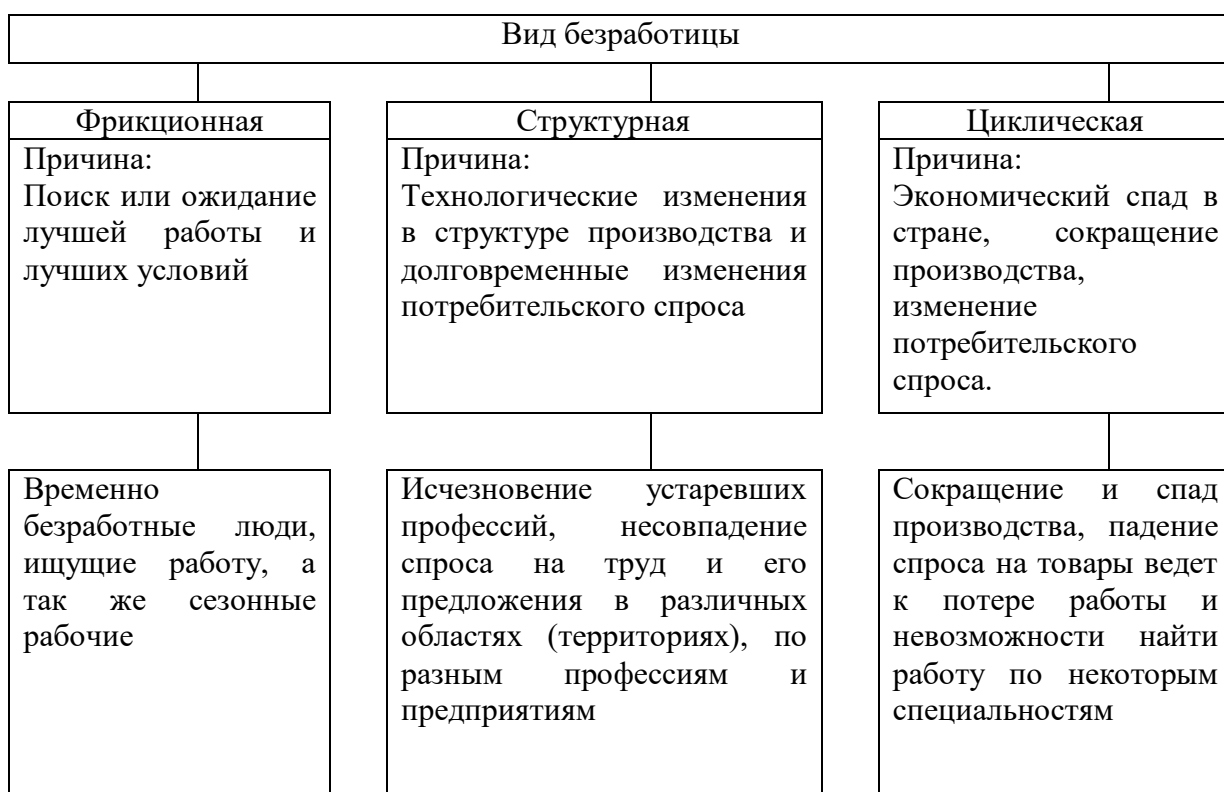 Вид безработицы
Фрикционная
Причина:
Поиск или ожидание
лучшей работы и
лучших условий
Структурная
Причина:
Технологические изменения
в структуре производства и
долговременные изменения
потребительского спроса
Циклическая
Причина:
Экономический спад в
стране, сокращение
производства,
изменение
потребительского
спроса.
Временно
безработные люди,
ищущие работу, а
так же сезонные
рабочие
Исчезновение устаревших
профессий, несовпадение
спроса на труд и его
предложения в различных
областях (территориях), по
разным профессиям и
предприятиям
Сокращение и спад
производства, падение
спроса на товары ведет
к потере работы и
невозможности найти
работу по некоторым
специальностям